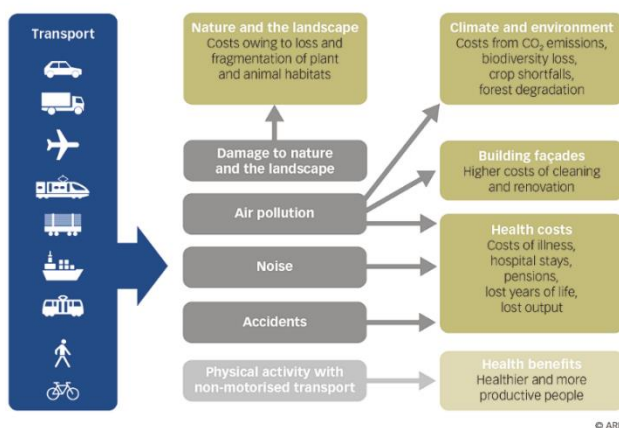 Transport
Nature and the landscape
Costs owing to loss and
fragmentation of plant
and animal habitats
Damage to nature
and the landscape
Air pollution
Noise
Accidents
Physical activity with
non-motorised transport
Climate and environment
Costs from CO₂ emissions,
biodiversity loss,
crop shortfalls,
forest degradation
Building façades
Higher costs of cleaning
and renovation
Health costs
Costs of illness,
hospital stays,
pensions,
lost years of life,
lost output
Health benefits
Healthier and more
productive people